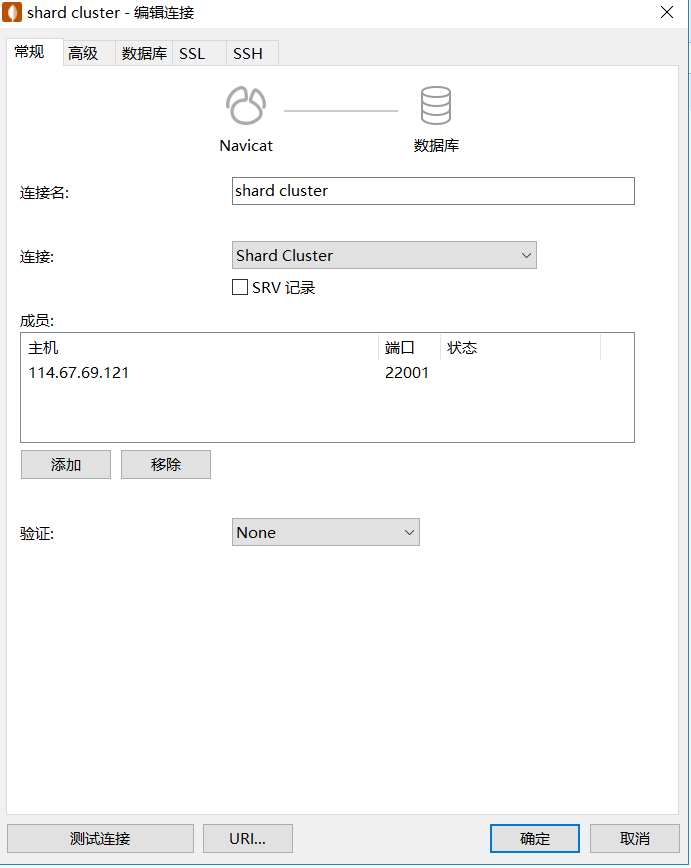 shard cluster - 编辑连接
常规 高级 数据库 SSL SSH
Navicat 数据库
连接名: shard cluster
连接: Shard Cluster
SRV 记录
成员:
主机 端口 状态
114.67.69.121 22001
添加 移除
验证: None
测试连接 URI... 确定 取消